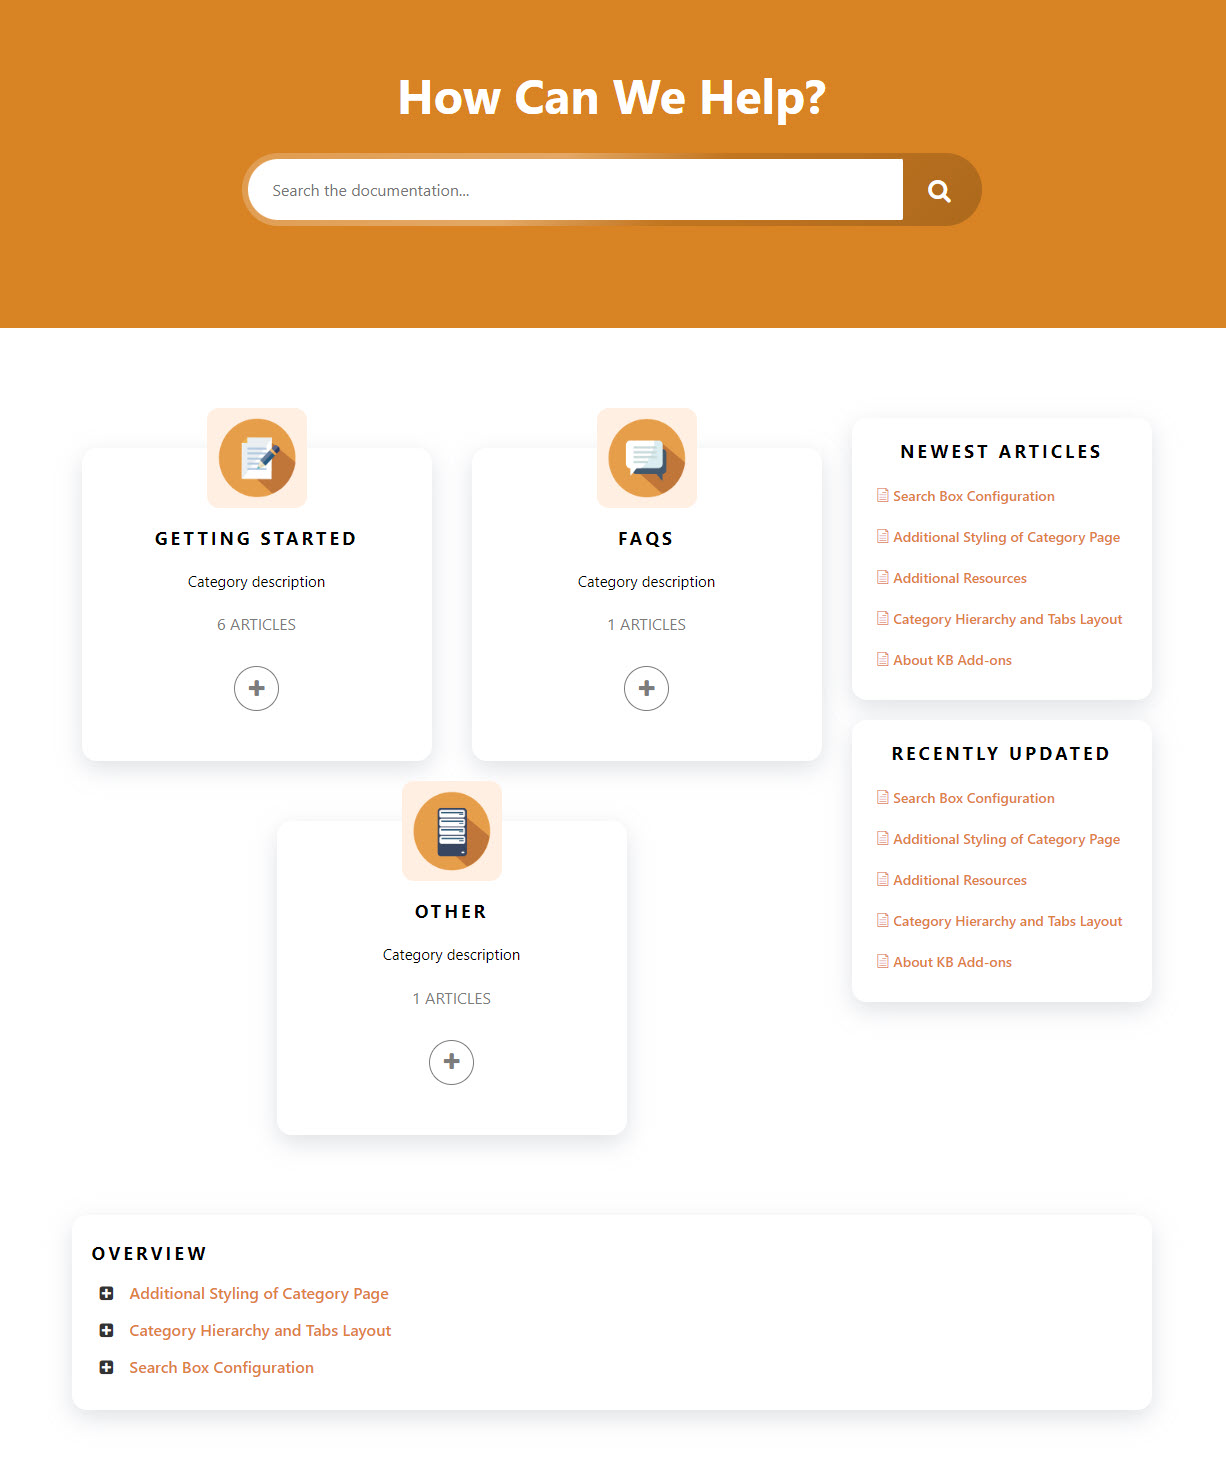 How Can We Help?
Search the documentation...
GETTING STARTED
Category description
6 ARTICLES
FAQS
Category description
1 ARTICLES
OTHER
Category description
1 ARTICLES
NEWEST ARTICLES
Search Box Configuration
Additional Styling of Category Page
Additional Resources
Category Hierarchy and Tabs Layout
About KB Add-ons
RECENTLY UPDATED
Search Box Configuration
Additional Styling of Category Page
Additional Resources
Category Hierarchy and Tabs Layout
About KB Add-ons
OVERVIEW
Additional Styling of Category Page
Category Hierarchy and Tabs Layout
Search Box Configuration